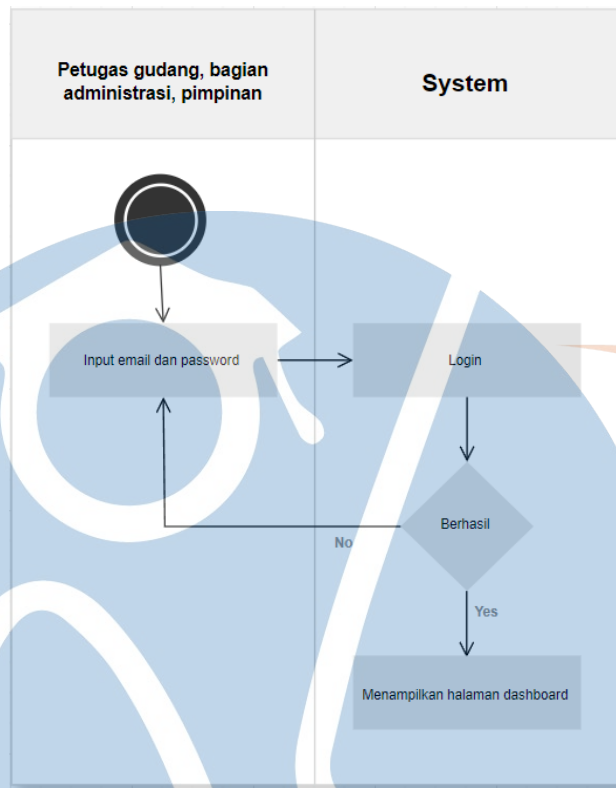 Petugas gudang, bagian
administrasi, pimpinan
System
Input email dan password
Login
Berhasil
No
Yes
Menampilkan halaman dashboard